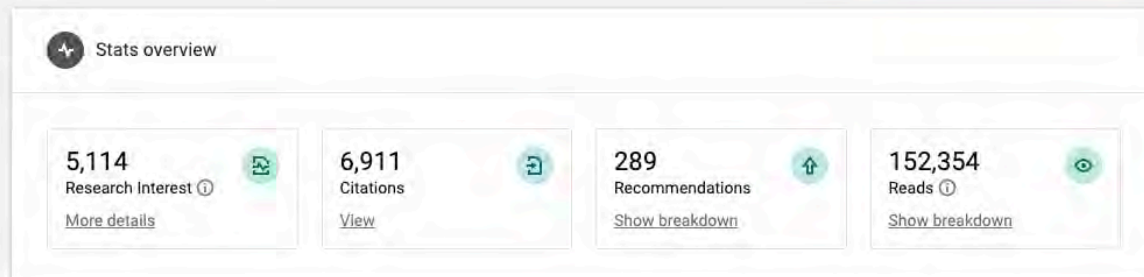 Stats overview
5,114
Research Interest
More details
6,911
Citations
View
289
Recommendations
Show breakdown
152,354
Reads
Show breakdown